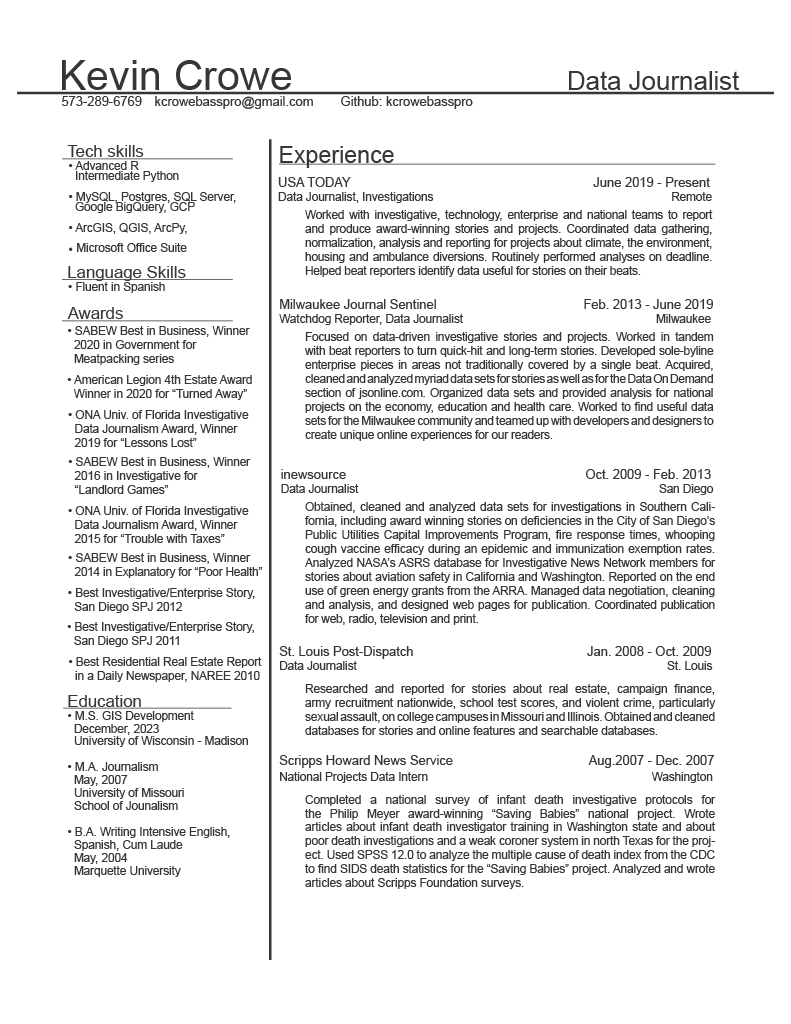 Kevin Crowe
Data Journalist
573-289-6769 kcrowebasspro@gmail.com Github: kcrowebasspro
Tech skills
• Advanced R
Intermediate Python
• MySQL, Postgres, SQL Server,
Google BigQuery, GCP
• ArcGIS, QGIS, ArcPy,
• Microsoft Office Suite
Language Skills
• Fluent in Spanish
Awards
• SABEW Best in Business, Winner
2020 in Government for
Meatpacking series
• American Legion 4th Estate Award
Winner in 2020 for “Turned Away”
• ONA Univ. of Florida Investigative
Data Journalism Award, Winner
2019 for “Lessons Lost”
• SABEW Best in Business, Winner
2016 in Investigative for
“Landlord Games”
• ONA Univ. of Florida Investigative
Data Journalism Award, Winner
2015 for “Trouble with Taxes”
• SABEW Best in Business, Winner
2014 in Explanatory for “Poor Health”
• Best Investigative/Enterprise Story,
San Diego SPJ 2012
• Best Investigative/Enterprise Story,
San Diego SPJ 2011
• Best Residential Real Estate Report
in a Daily Newspaper, NAREE 2010
Education
• M.S. GIS Development
December, 2023
University of Wisconsin - Madison
• M.A. Journalism
May, 2007
University of Missouri
School of Jounalism
• B.A. Writing Intensive English,
Spanish, Cum Laude
May, 2004
Marquette University
Experience
USA TODAY June 2019 - Present
Data Journalist, Investigations Remote
Worked with investigative, technology, enterprise and national teams to report
and produce award-winning stories and projects. Coordinated data gathering,
normalization, analysis and reporting for projects about climate, the environment,
housing and ambulance diversions. Routinely performed analyses on deadline.
Helped beat reporters identify data useful for stories on their beats.
Milwaukee Journal Sentinel Feb. 2013 - June 2019
Watchdog Reporter, Data Journalist Milwaukee
Focused on data-driven investigative stories and projects. Worked in tandem
with beat reporters to turn quick-hit and long-term stories. Developed sole-byline
enterprise pieces in areas not traditionally covered by a single beat. Acquired,
cleaned and analyzed myriad data sets for stories as well as for the Data On Demand
section of jsonline.com. Organized data sets and provided analysis for national
projects on the economy, education and health care. Worked to find useful data
sets for the Milwaukee community and teamed up with developers and designers to
create unique online experiences for our readers.
inewsource Oct. 2009 - Feb. 2013
Data Journalist San Diego
Obtained, cleaned and analyzed data sets for investigations in Southern Cali-
fornia, including award winning stories on deficiencies in the City of San Diego’s
Public Utilities Capital Improvements Program, fire response times, whooping
cough vaccine efficacy during an epidemic and immunization exemption rates.
Analyzed NASA’s ASRS database for Investigative News Network members for
stories about aviation safety in California and Washington. Reported on the end
use of green energy grants from the ARRA. Managed data negotiation, cleaning
and analysis, and designed web pages for publication. Coordinated publication
for web, radio, television and print.
St. Louis Post-Dispatch Jan. 2008 - Oct. 2009
Data Journalist St. Louis
Researched and reported for stories about real estate, campaign finance,
army recruitment nationwide, school test scores, and violent crime, particularly
sexual assault, on college campuses in Missouri and Illinois. Obtained and cleaned
databases for stories and online features and searchable databases.
Scripps Howard News Service Aug.2007 - Dec. 2007
National Projects Data Intern Washington
Completed a national survey of infant death investigative protocols for
the Philip Meyer award-winning “Saving Babies” national project. Wrote
articles about infant death investigator training in Washington state and about
poor death investigations and a weak coroner system in north Texas for the proj-
ect. Used SPSS 12.0 to analyze the multiple cause of death index from the CDC
to find SIDS death statistics for the “Saving Babies” project. Analyzed and wrote
articles about Scripps Foundation surveys.